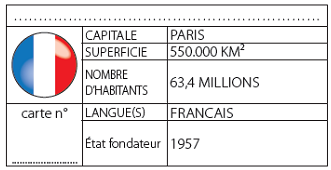 CAPITALE PARIS
SUPERFICIE 550.000 KM²
NOMBRE D'HABITANTS 63,4 MILLIONS
carte n° LANGUE(S) FRANCAIS
État fondateur 1957